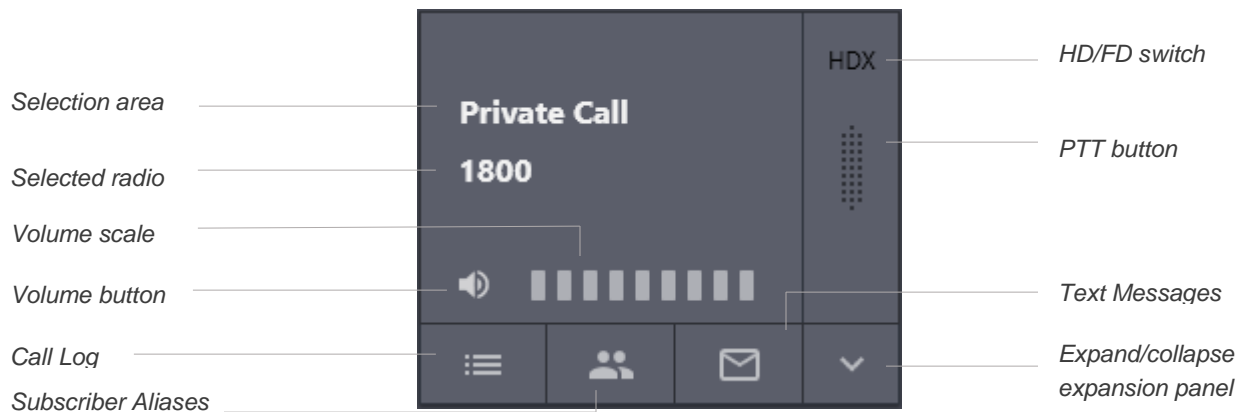 Selection area
Selected radio
Volume scale
Volume button
Call Log
Subscriber Aliases
Private Call
1800
HDX
HD/FD switch
PTT button
Text Messages
Expand/collapse
expansion panel